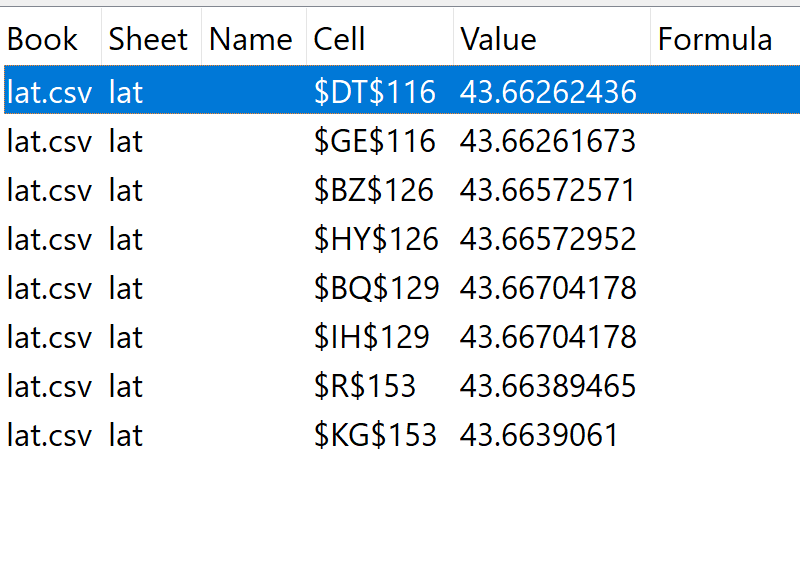 Book Sheet Name Cell Value Formula
lat.csv lat $DT$116 43.66262436
lat.csv lat $GE$116 43.66261673
lat.csv lat $BZ$126 43.66572571
lat.csv lat $HY$126 43.66572952
lat.csv lat $BQ$129 43.66704178
lat.csv lat $IH$129 43.66704178
lat.csv lat $R$153 43.66389465
lat.csv lat $KG$153 43.6639061